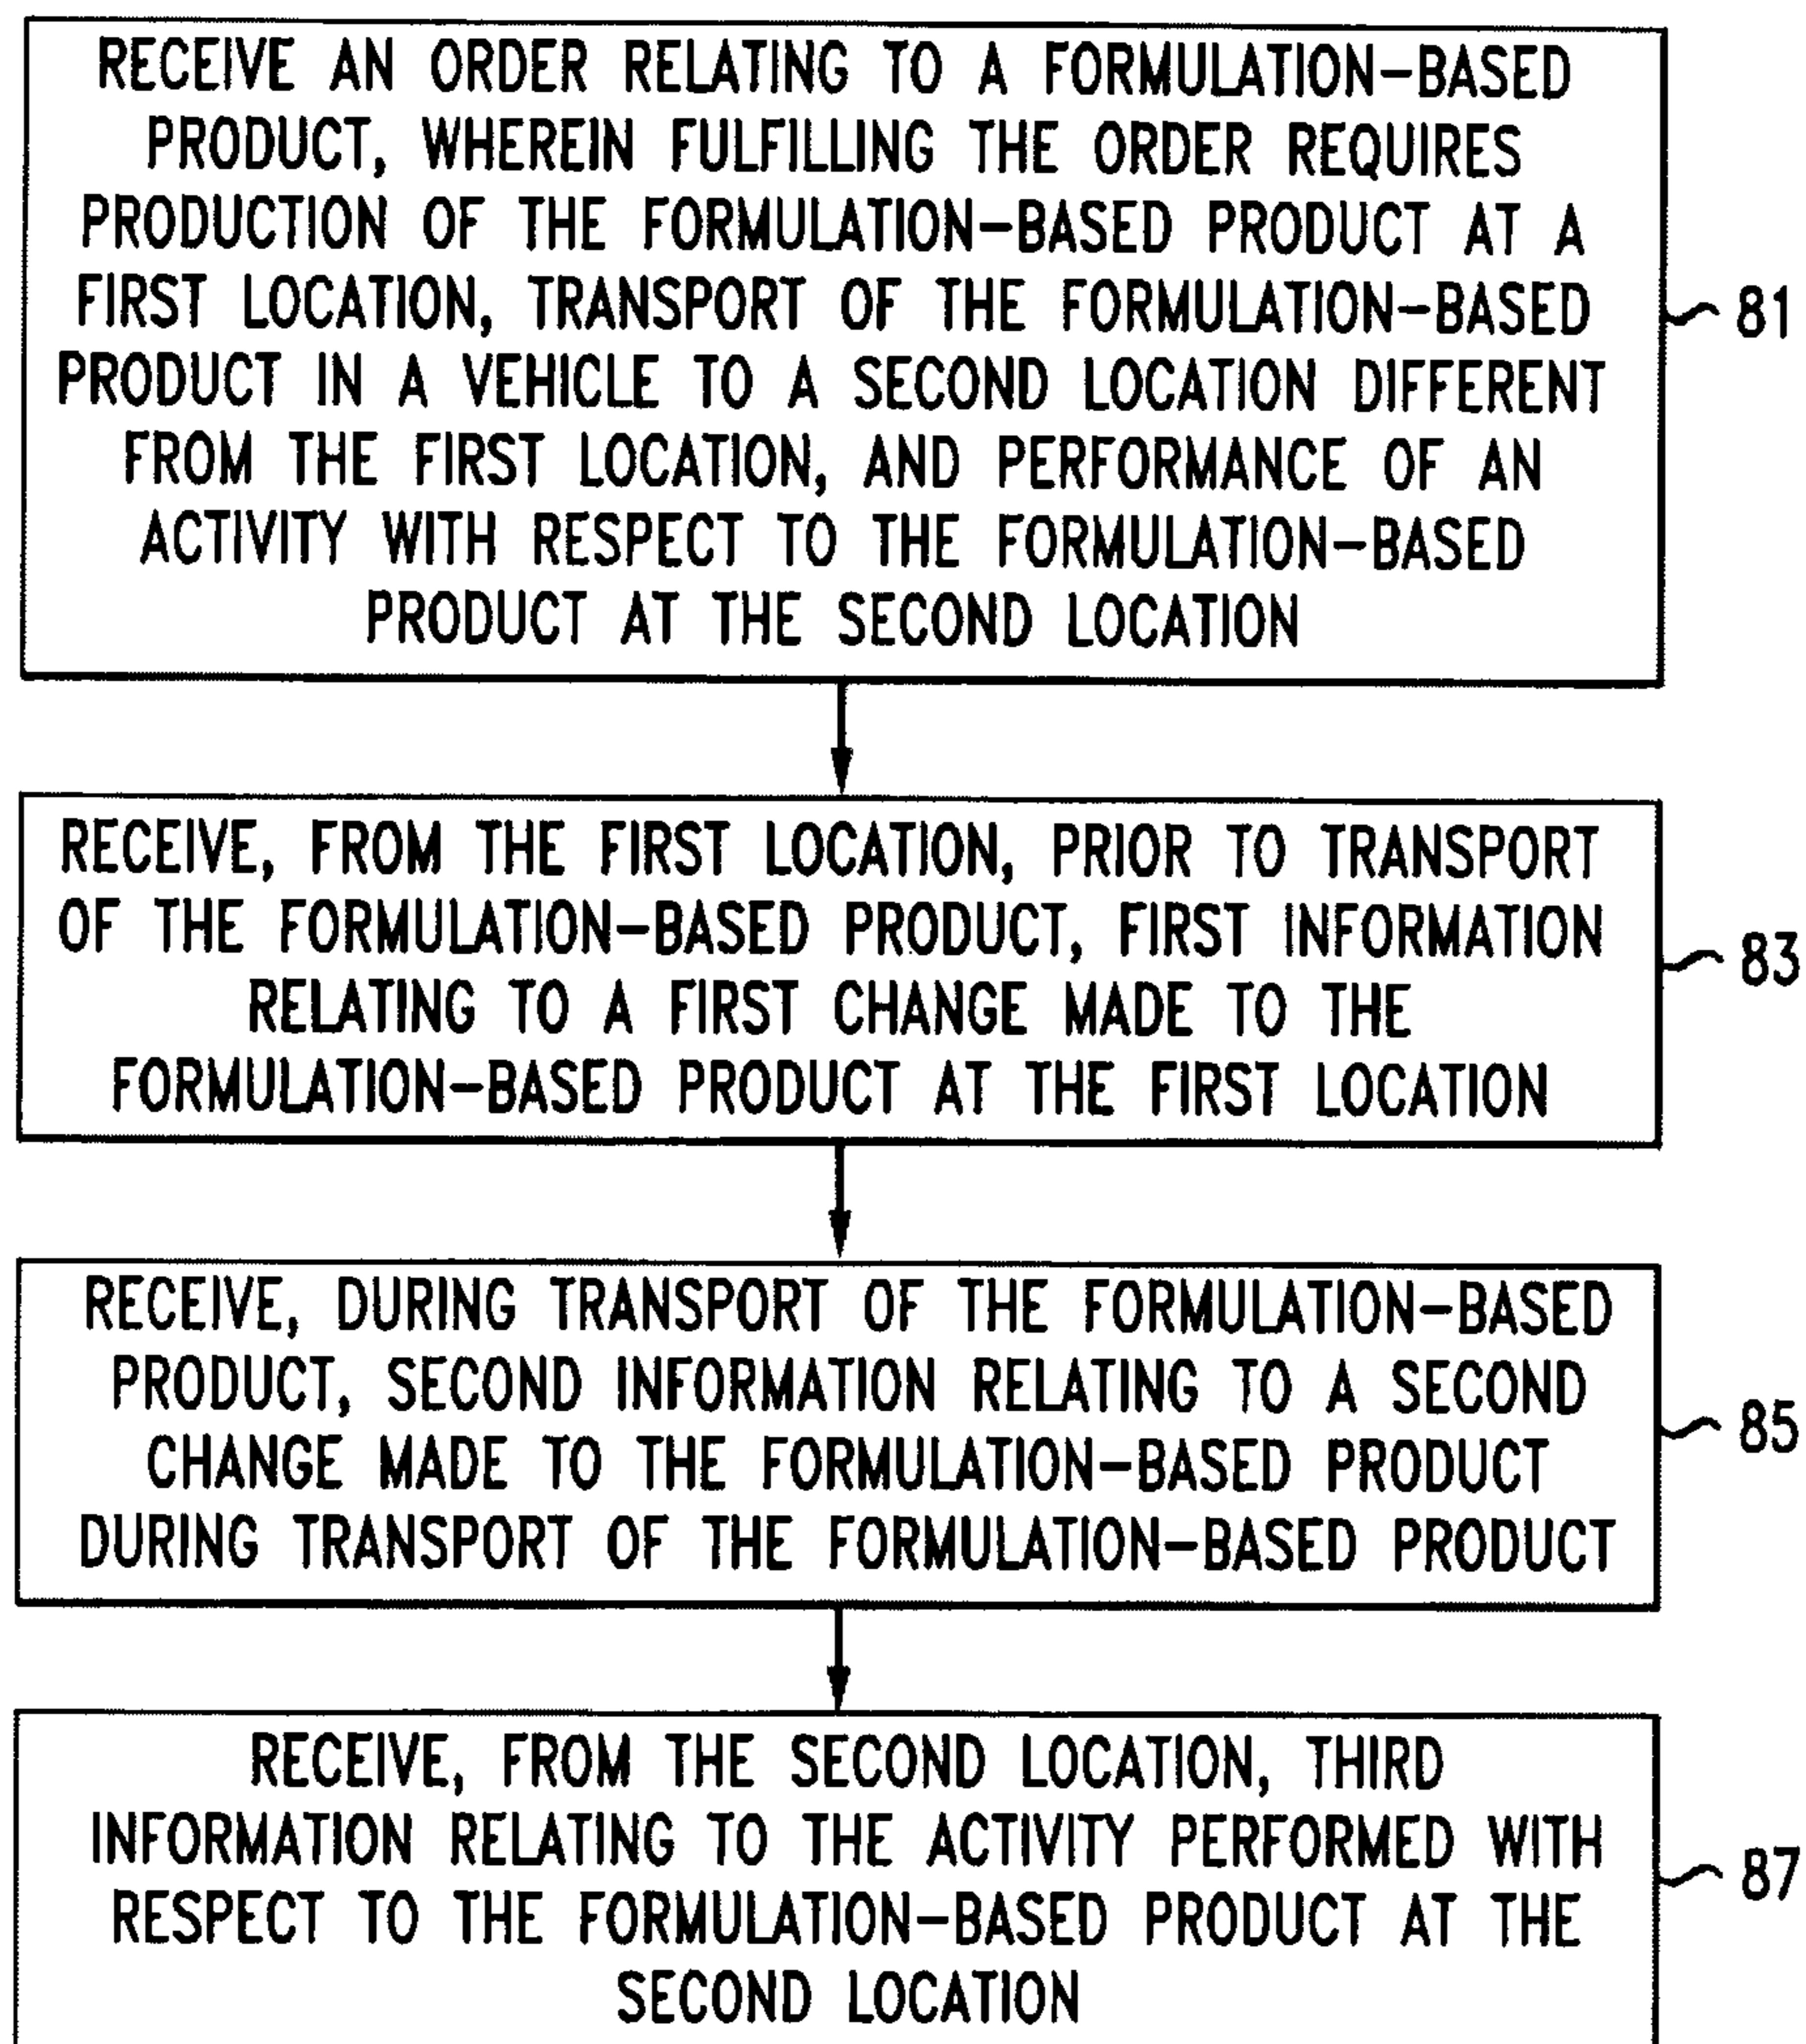 RECEIVE AN ORDER RELATING TO A FORMULATION-BASED
PRODUCT, WHEREIN FULFILLING THE ORDER REQUIRES
PRODUCTION OF THE FORMULATION-BASED PRODUCT AT A
FIRST LOCATION, TRANSPORT OF THE FORMULATION-BASED
PRODUCT IN A VEHICLE TO A SECOND LOCATION DIFFERENT
FROM THE FIRST LOCATION, AND PERFORMANCE OF AN
ACTIVITY WITH RESPECT TO THE FORMULATION-BASED
PRODUCT AT THE SECOND LOCATION
81
RECEIVE, FROM THE FIRST LOCATION, PRIOR TO TRANSPORT
OF THE FORMULATION-BASED PRODUCT, FIRST INFORMATION
RELATING TO A FIRST CHANGE MADE TO THE
FORMULATION-BASED PRODUCT AT THE FIRST LOCATION
83
RECEIVE, DURING TRANSPORT OF THE FORMULATION-BASED
PRODUCT, SECOND INFORMATION RELATING TO A SECOND
CHANGE MADE TO THE FORMULATION-BASED PRODUCT
DURING TRANSPORT OF THE FORMULATION-BASED PRODUCT
85
RECEIVE, FROM THE SECOND LOCATION, THIRD
INFORMATION RELATING TO THE ACTIVITY PERFORMED WITH
RESPECT TO THE FORMULATION-BASED PRODUCT AT THE
SECOND LOCATION
87